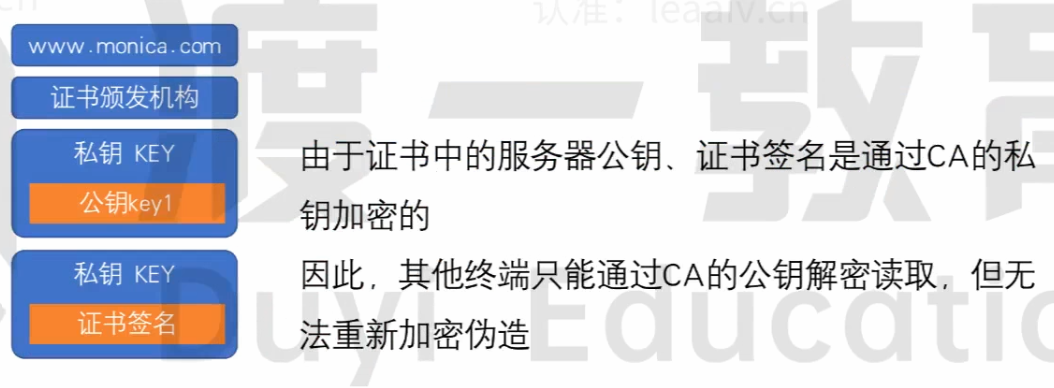 认准：leaaiv.cn
www.monica.com
证书颁发机构
私钥 KEY
公钥key1
私钥 KEY
证书签名
由于证书中的服务器公钥、证书签名是通过CA的私
钥加密的
因此，其他终端只能通过CA的公钥解密读取，但无
法重新加密伪造
渡一教育
Duyi Educatio